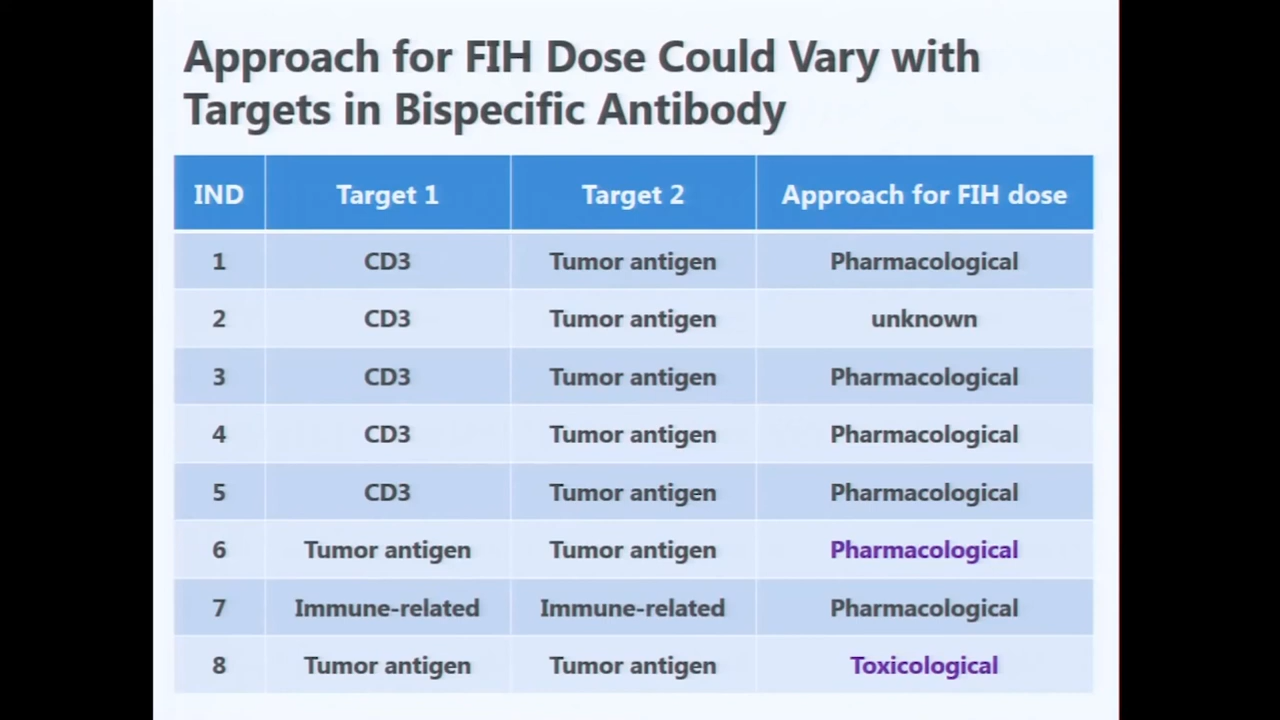 Approach for FIH Dose Could Vary with
Targets in Bispecific Antibody
IND Target 1 Target 2 Approach for FIH dose
1 CD3 Tumor antigen Pharmacological
2 CD3 Tumor antigen unknown
3 CD3 Tumor antigen Pharmacological
4 CD3 Tumor antigen Pharmacological
5 CD3 Tumor antigen Pharmacological
6 Tumor antigen Tumor antigen Pharmacological
7 Immune-related Immune-related Pharmacological
8 Tumor antigen Tumor antigen Toxicological